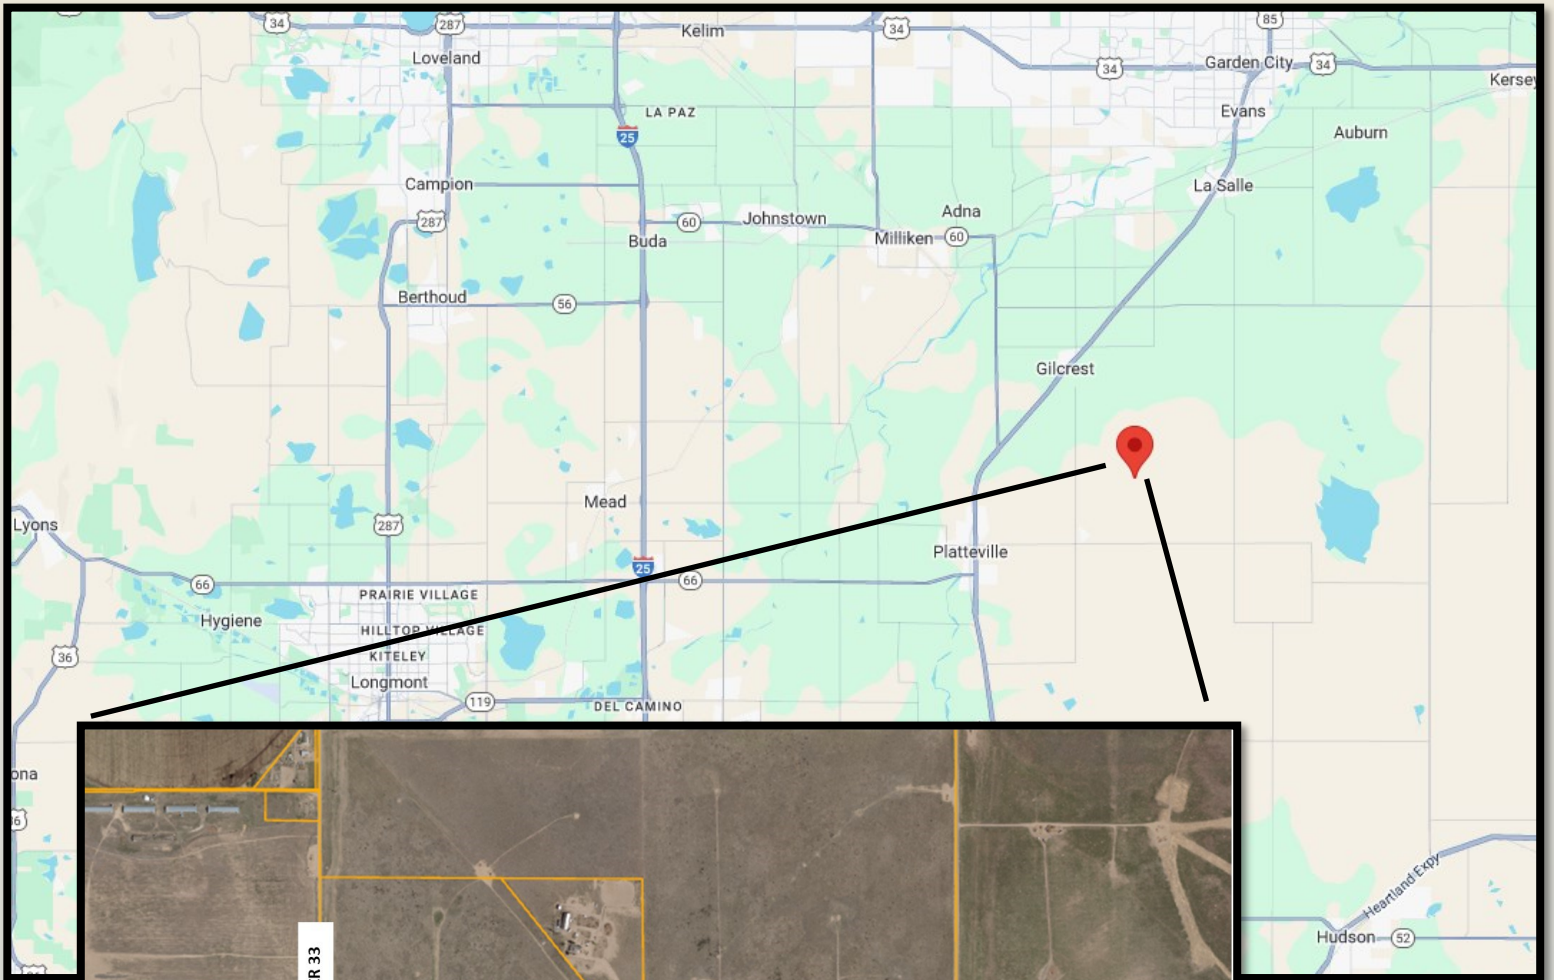 34
287
34
85
Kelim
Loveland
34
Garden City
34
Kersey
LA PAZ
Evans
25
Auburn
Campion
La Salle
287
60
Johnstown
Adna
Buda
Milliken
60
Berthoud
56
Gilcrest
Mead
Lyons
287
Platteville
25
66
66
PRAIRIE VILLAGE
Hygiene
HILLTOP VILLAGE
36
KITELEY
Longmont
119
DEL CAMINO
ona
36
Heartland Expy
Hudson
52
R 33